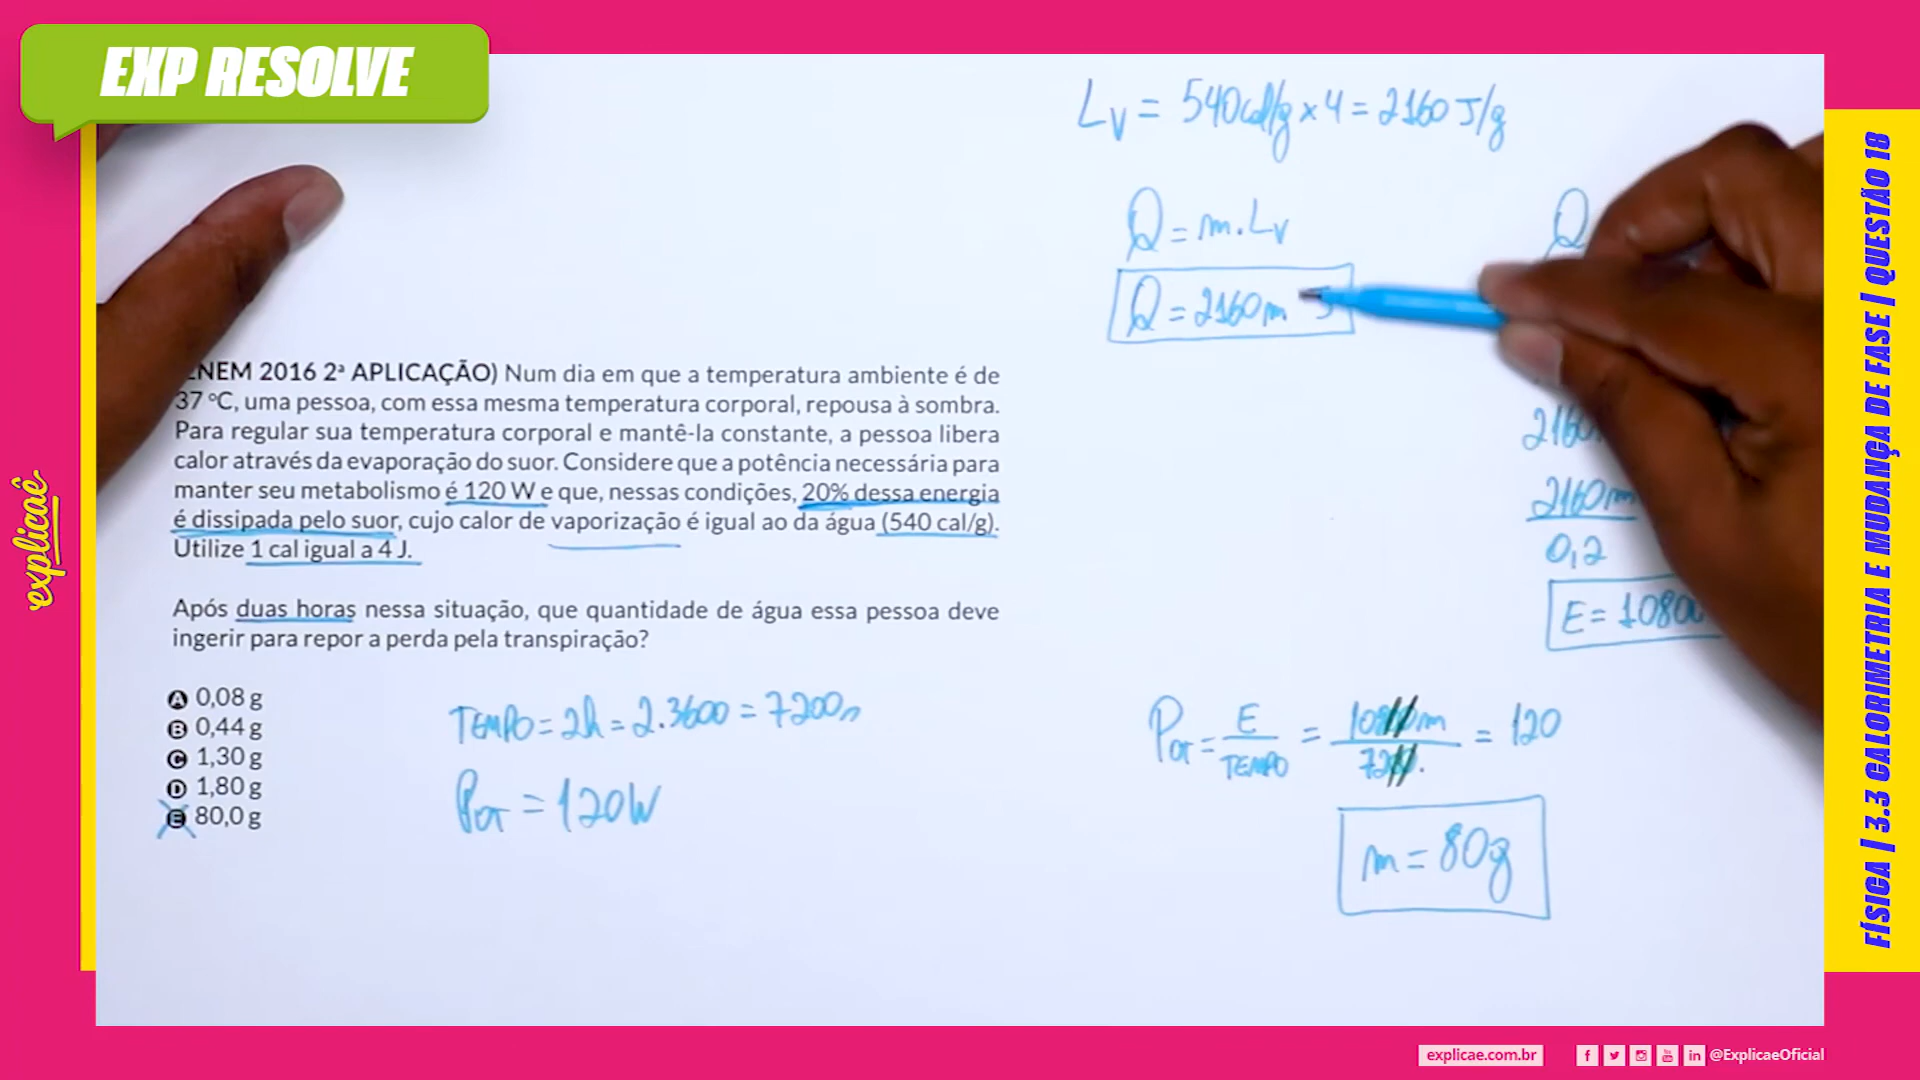 EXP RESOLVE
Lv = 540cal/g x 4 = 2160 J/g
Q = m.Lv
Q = 2160m J
Q
NEM 2016 2ª APLICAÇÃO) Num dia em que a temperatura ambiente é de
37 °C, uma pessoa, com essa mesma temperatura corporal, repousa à sombra.
Para regular sua temperatura corporal e mantê-la constante, a pessoa libera
calor através da evaporação do suor. Considere que a potência necessária para
manter seu metabolismo é 120 W e que, nessas condições, 20% dessa energia
é dissipada pelo suor, cujo calor de vaporização é igual ao da água (540 cal/g).
Utilize 1 cal igual a 4 J.
Após duas horas nessa situação, que quantidade de água essa pessoa deve
ingerir para repor a perda pela transpiração?
A 0,08 g
B 0,44 g
C 1,30 g
D 1,80 g
E 80,0 g
TEMPO = 2h = 2.3600 = 7200s
Pot = 120W
2160
2160m
0,2
E = 10800
Pot = E = 10800m = 120
TEMPO 7200
m = 80g
explicaê
FÍSICA | 3.3 CALORIMETRIA E MUDANÇA DE FASE | QUESTÃO 18
explicae.com.br
@ExplicaeOficial